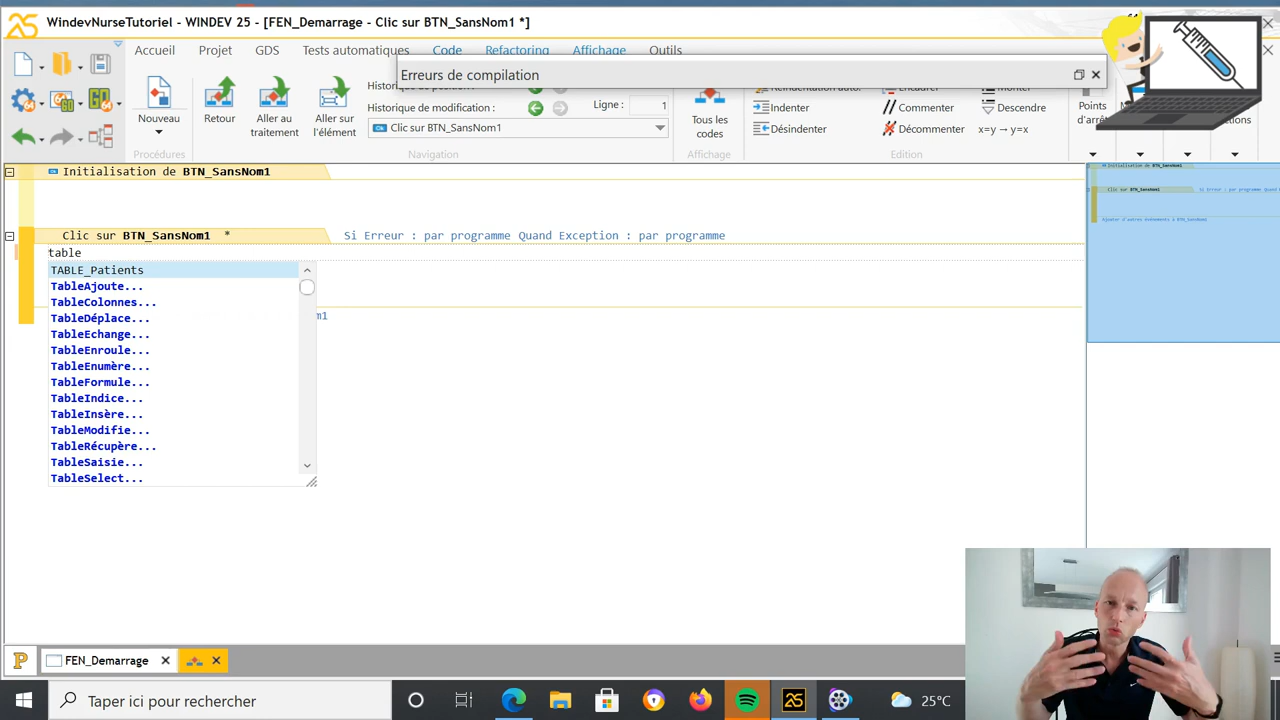 WindevNurseTutoriel - WINDEV 25 - [FEN_Demarrage - Clic sur BTN_SansNom1 *]
Accueil Projet GDS Tests automatiques Code Refactoring Affichage Outils
Erreurs de compilation
Nouveau
Retour
Aller au traitement
Aller sur l'élément
Historique de modification :
Ligne : 1
Clic sur BTN_SansNom1
Tous les codes
Indenter
Désindenter
Encadrer
Commenter
Décommenter
Monter
Descendre
x=y → y=x
Points
Procédures
Navigation
Affichage
Edition
Initialisation de BTN_SansNom1
Clic sur BTN_SansNom1 * Si Erreur : par programme Quand Exception : par programme
table
TABLE_Patients
TableAjoute...
TableColonnes...
TableDéplace...
TableEchange...
TableEnroule...
TableEnumère...
TableFormule...
TableIndice...
TableInsère...
TableModifie...
TableRécupère...
TableSaisie...
TableSelect...
FEN_Demarrage
Taper ici pour rechercher
25
25°C